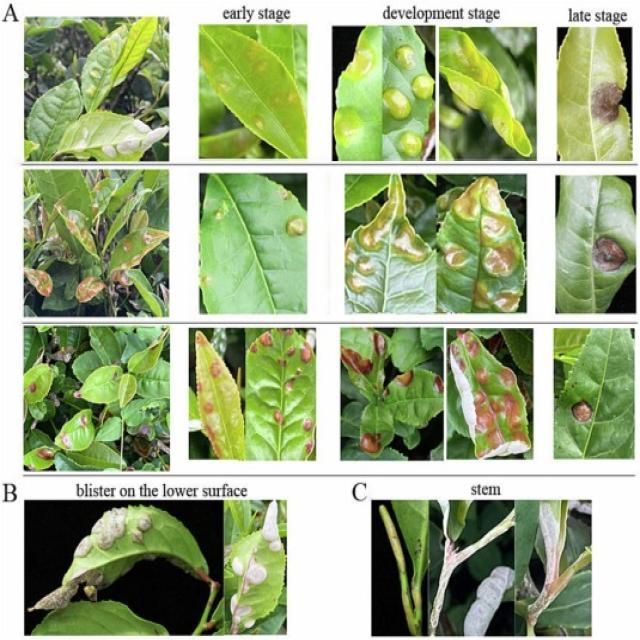 A
early stage
development stage
late stage
B
blister on the lower surface
C
stem